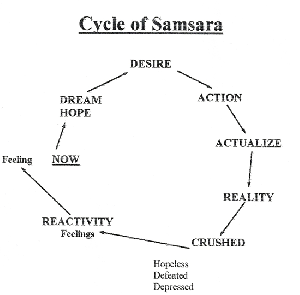 Cycle of Samsara
DESIRE
DREAM
HOPE
ACTION
ACTUALIZE
Feeling
NOW
REALITY
REACTIVITY
Feelings
CRUSHED
Hopeless
Defeated
Depressed